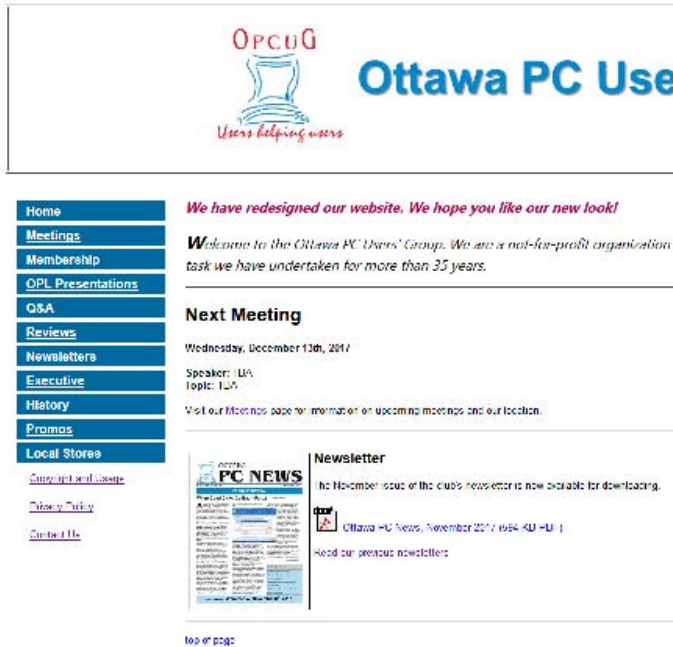 OPCUG
Users helping users
Ottawa PC Use
Home
Meetings
Membership
OPL Presentations
Q&A
Reviews
Newsletters
Executive
History
Promos
Local Stores
Copyright and Usage
Privacy Policy
Contact Us
We have redesigned our website. We hope you like our new look!
Welcome to the Ottawa PC Users' Group. We are a not-for-profit organization
task we have undertaken for more than 35 years.
Next Meeting
Wednesday, December 13th, 2017
Speaker: TBA
Topic: TBA
Visit our Meetings page for information on upcoming meetings and our location.
OTTAWA
PC NEWS
Newsletter
The November issue of the club's newsletter is now available for downloading.
Ottawa PC News, November 2017 (594 KB PDF)
Read our previous newsletters
top of page